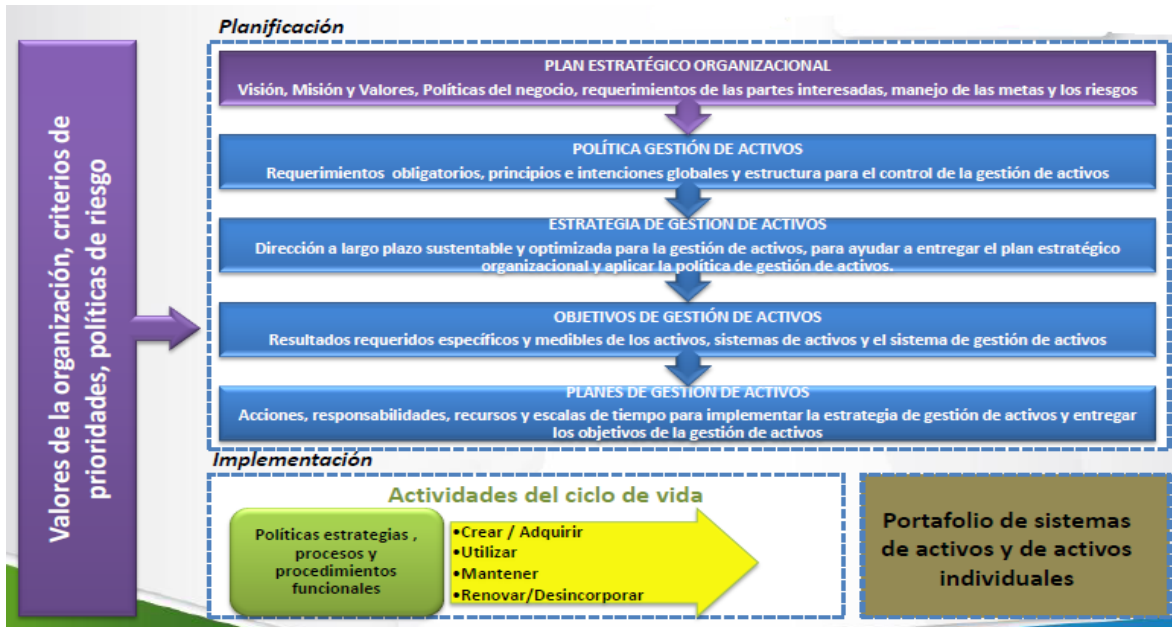 Planificación
Valores de la organización, criterios de
prioridades, políticas de riesgo
PLAN ESTRATÉGICO ORGANIZACIONAL
Visión, Misión y Valores, Políticas del negocio, requerimientos de las partes interesadas, manejo de las metas y los riesgos
POLÍTICA GESTIÓN DE ACTIVOS
Requerimientos obligatorios, principios e intenciones globales y estructura para el control de la gestión de activos
ESTRATEGIA DE GESTIÓN DE ACTIVOS
Dirección a largo plazo sustentable y optimizada para la gestión de activos, para ayudar a entregar el plan estratégico
organizacional y aplicar la política de gestión de activos.
OBJETIVOS DE GESTIÓN DE ACTIVOS
Resultados requeridos específicos y medibles de los activos, sistemas de activos y el sistema de gestión de activos
PLANES DE GESTIÓN DE ACTIVOS
Acciones, responsabilidades, recursos y escalas de tiempo para implementar la estrategia de gestión de activos y entregar
los objetivos de la gestión de activos
Implementación
Actividades del ciclo de vida
Políticas estrategias ,
procesos y
procedimientos
funcionales
•Crear / Adquirir
•Utilizar
•Mantener
•Renovar/Desincorporar
Portafolio de sistemas
de activos y de activos
individuales